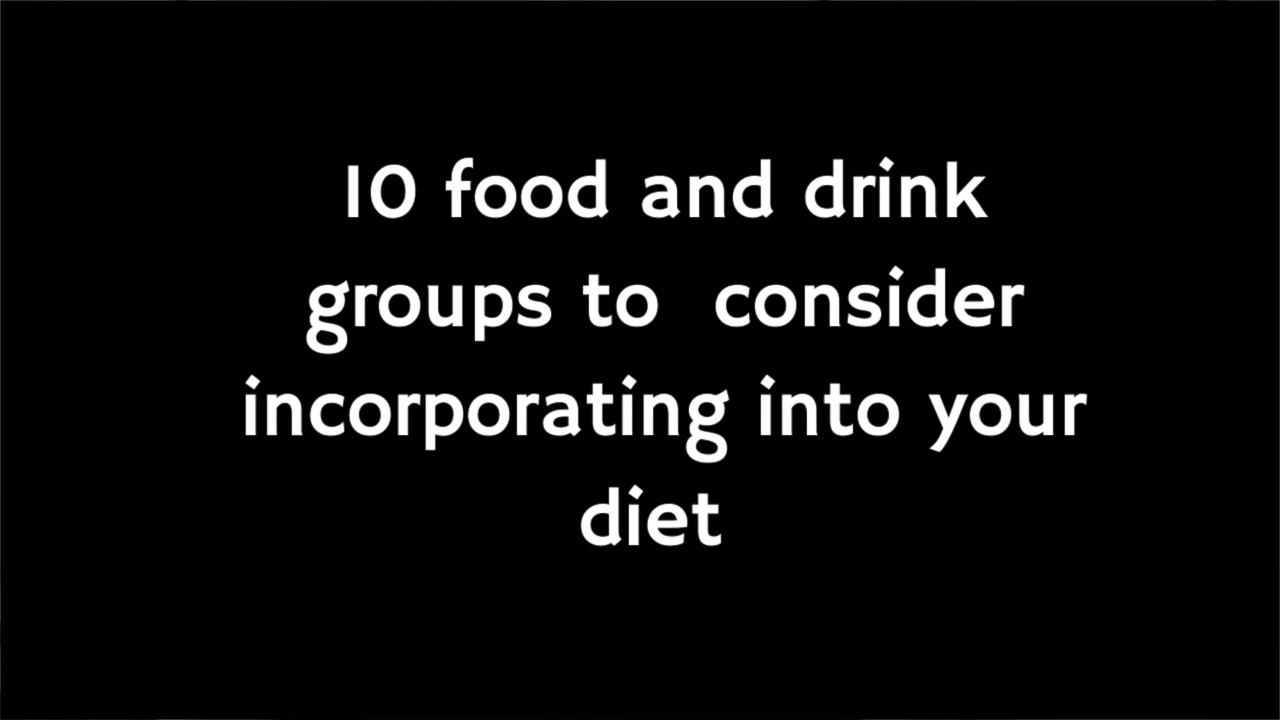 10 food and drink
groups to  consider
incorporating into your
diet